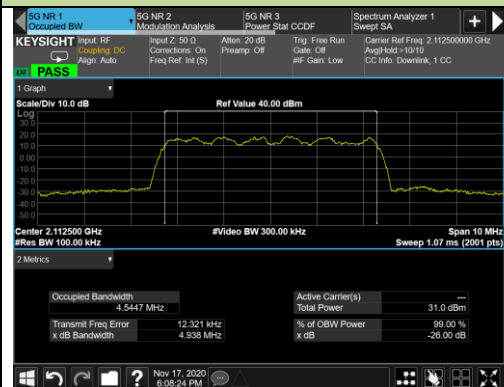 5G NR 1
Occupied BW
5G NR 2
Modulation Analysis
5G NR 3
Power Stat CCDF
Spectrum Analyzer 1
Swept SA
KEYSIGHT
Input: RF
Coupling: DC
Align: Auto
Input Z: 50 Ω
Corrections: On
Freq Ref: Int (S)
Atten: 20 dB
Preamp: Off
Trig: Free Run
Gate: Off
#IF Gain: Low
Carrier Ref Freq: 2.112500000 GHz
Avg|Hold:>10/10
CC Info: Downlink, 1 CC
PASS
1 Graph
Scale/Div 10.0 dB
Ref Value 40.00 dBm
Log
30.0
20.0
10.0
0.00
-10.0
-20.0
-30.0
-40.0
-50.0
Center 2.112500 GHz
#Video BW 300.00 kHz
Span 10 MHz
#Res BW 100.00 kHz
Sweep 1.07 ms (2001 pts)
2 Metrics
Occupied Bandwidth
4.5447 MHz
Active Carrier(s)
---
Total Power
31.0 dBm
Transmit Freq Error
12.321 kHz
% of OBW Power
99.00 %
x dB Bandwidth
4.938 MHz
x dB
-26.00 dB
Nov 17, 2020
6:08:24 PM